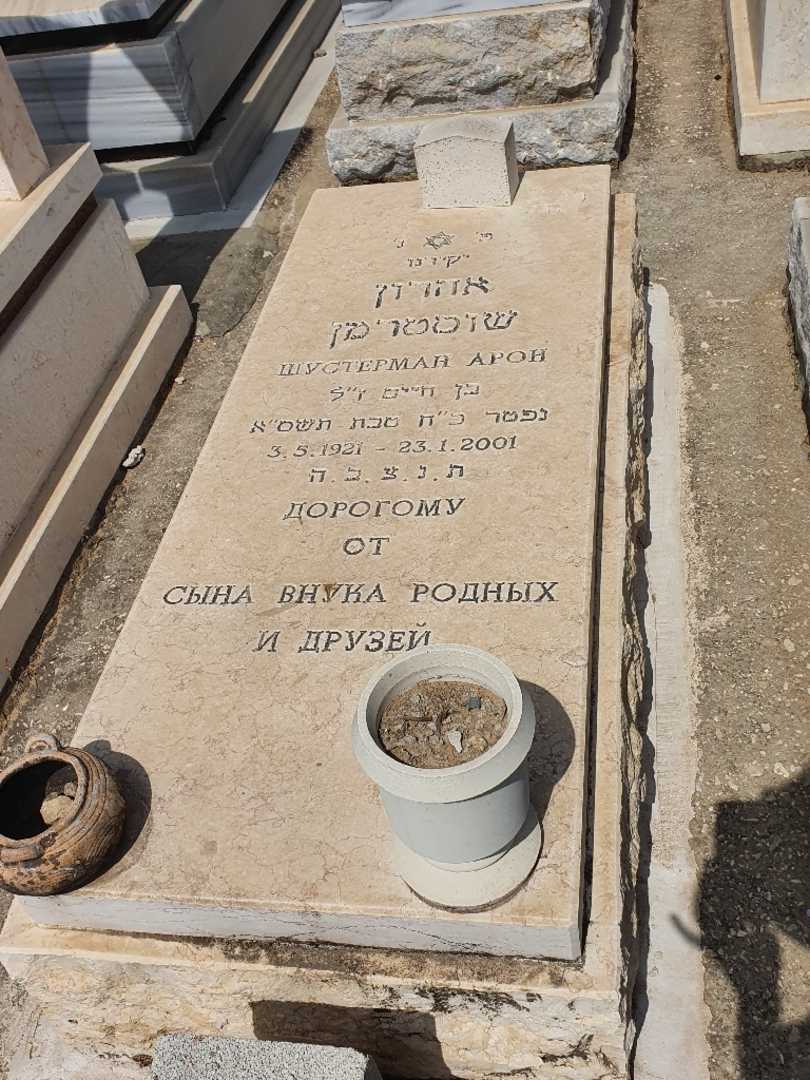 פ׳ נ׳
יקירנו
אהרון
שוסטרימן
ШУСТЕРМАН АРОН
בן חיים ז״ל
נפטר כ״ח טבת תשס״א
3.5.1921 - 23.1.2001
ת.נ.צ.ב.ה
ДОРОГОМУ
ОТ
СЫНА ВНУКА РОДНЫХ
И ДРУЗЕЙ